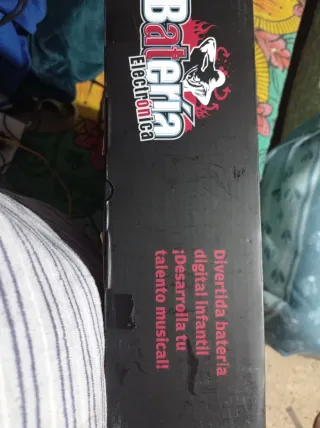 Batería
Electrónica
Divertida batería
digital infantil
¡Desarrolla tu
talento musical!